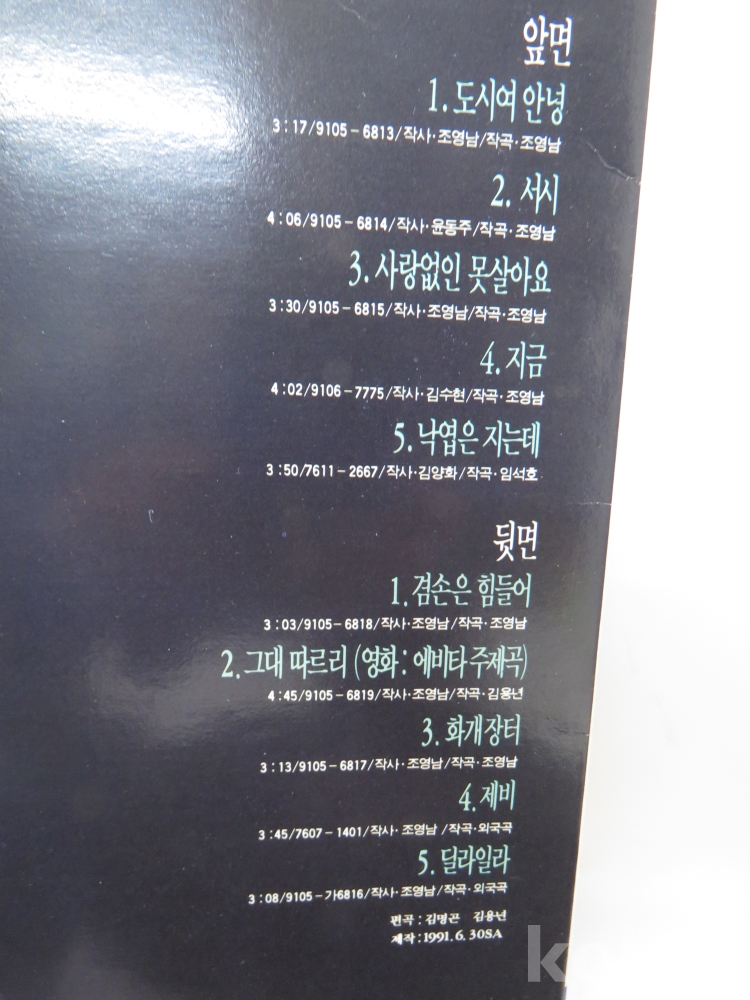 앞면
1. 도시여 안녕
3:17/9105-6813/작사·조영남/작곡·조영남
2. 서시
4:06/9105-6814/작사·윤동주/작곡·조영남
3. 사랑없인 못살아요
3:30/9105-6815/작사·조영남/작곡·조영남
4. 지금
4:02/9106-7775/작사·김수현/작곡·조영남
5. 낙엽은 지는데
3:50/7611-2667/작사·김양화/작곡·임석호
뒷면
1. 겸손은 힘들어
3:03/9105-6818/작사·조영남/작곡·조영남
2. 그대 따르리 (영화: 에비타 주제곡)
4:45/9105-6819/작사·조영남/작곡·김용년
3. 화개장터
3:13/9105-6817/작사·조영남/작곡·조영남
4. 제비
3:45/7607-1401/작사·조영남/작곡·외국곡
5. 딜라일라
3:08/9105-가6816/작사·조영남/작곡·외국곡
편곡:김명곤 김용년
제작:1991.6.30SA